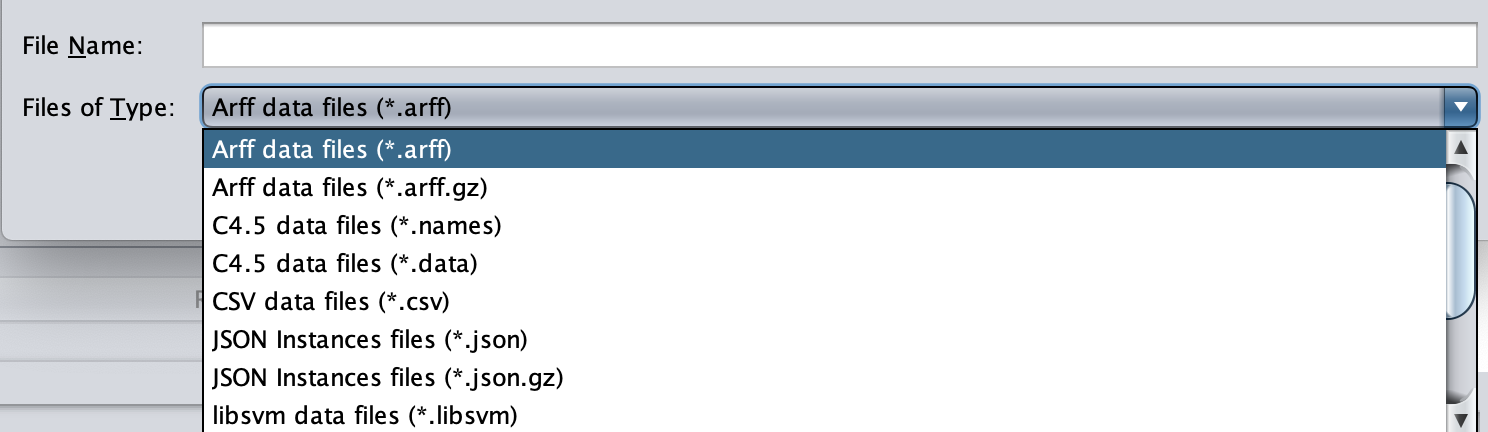 File Name:
Files of Type: Arff data files (*.arff)
Arff data files (*.arff)
Arff data files (*.arff.gz)
C4.5 data files (*.names)
C4.5 data files (*.data)
CSV data files (*.csv)
JSON Instances files (*.json)
JSON Instances files (*.json.gz)
libsvm data files (*.libsvm)